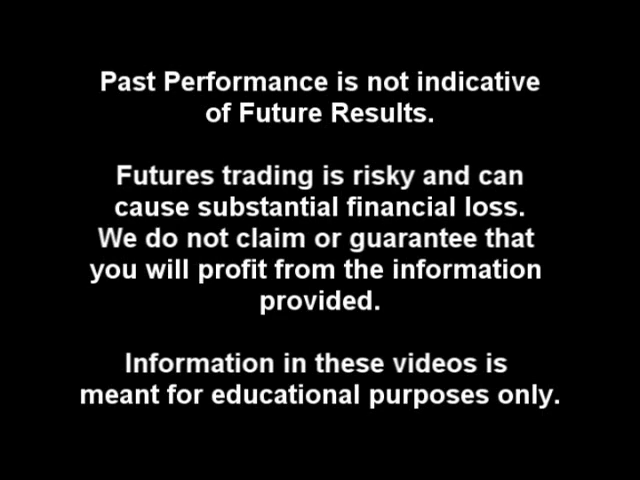 Past Performance is not indicative
of Future Results.
Futures trading is risky and can
cause substantial financial loss.
We do not claim or guarantee that
you will profit from the information
provided.
Information in these videos is
meant for educational purposes only.